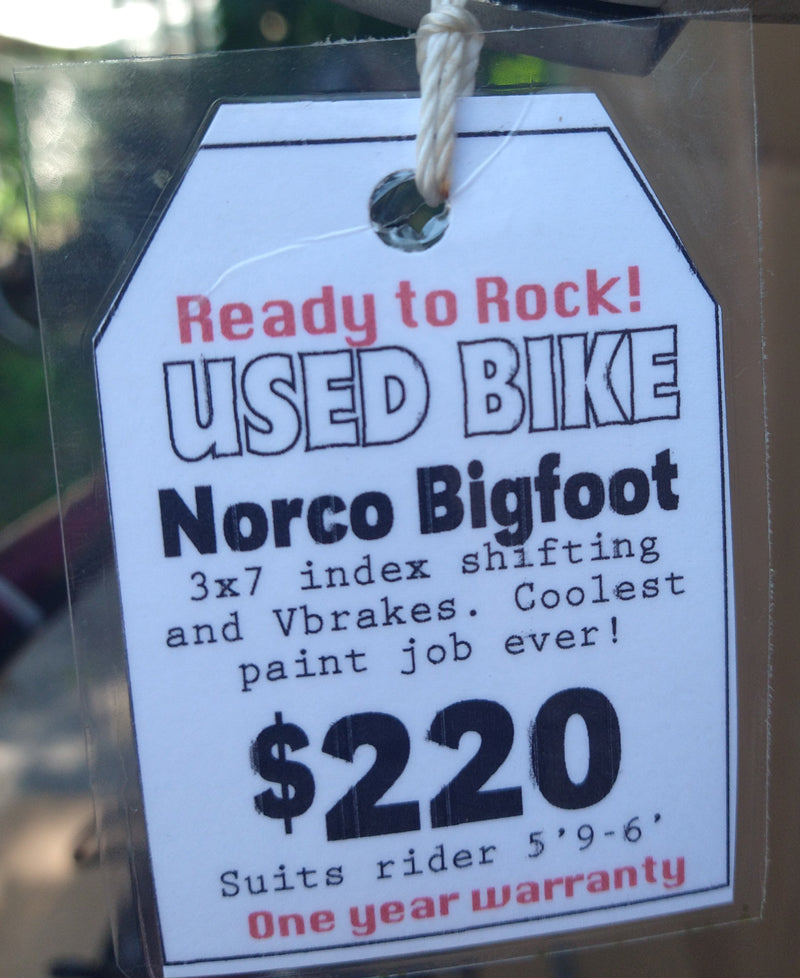 Ready to Rock!
USED BIKE
Norco Bigfoot
3x7 index shifting
and Vbrakes. Coolest
paint job ever!
$220
Suits rider 5'9-6'
One year warranty